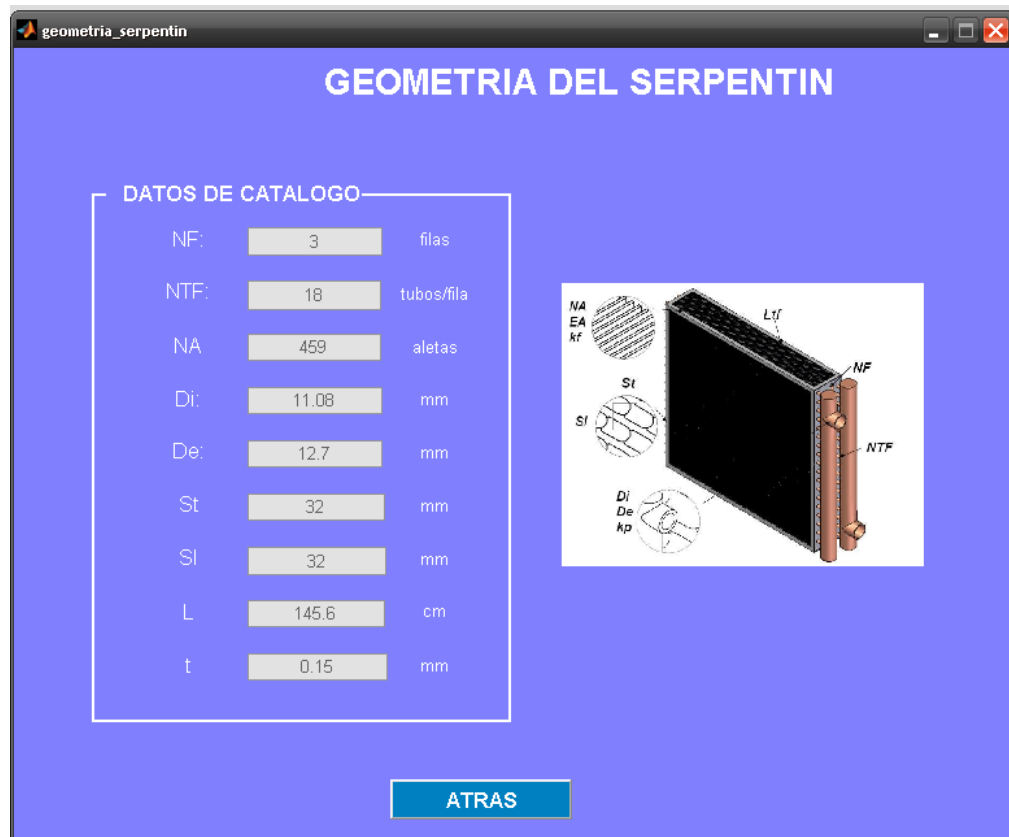 geometria_serpentin
GEOMETRIA DEL SERPENTIN
DATOS DE CATALOGO
NF: 3 filas
NTF: 18 tubos/fila
NA 459 aletas
Di: 11.08 mm
De: 12.7 mm
St 32 mm
Sl 32 mm
L 145.6 cm
t 0.15 mm
NA
EA
kf
Ltf
NF
St
Sl
NTF
Di
De
kp
ATRAS